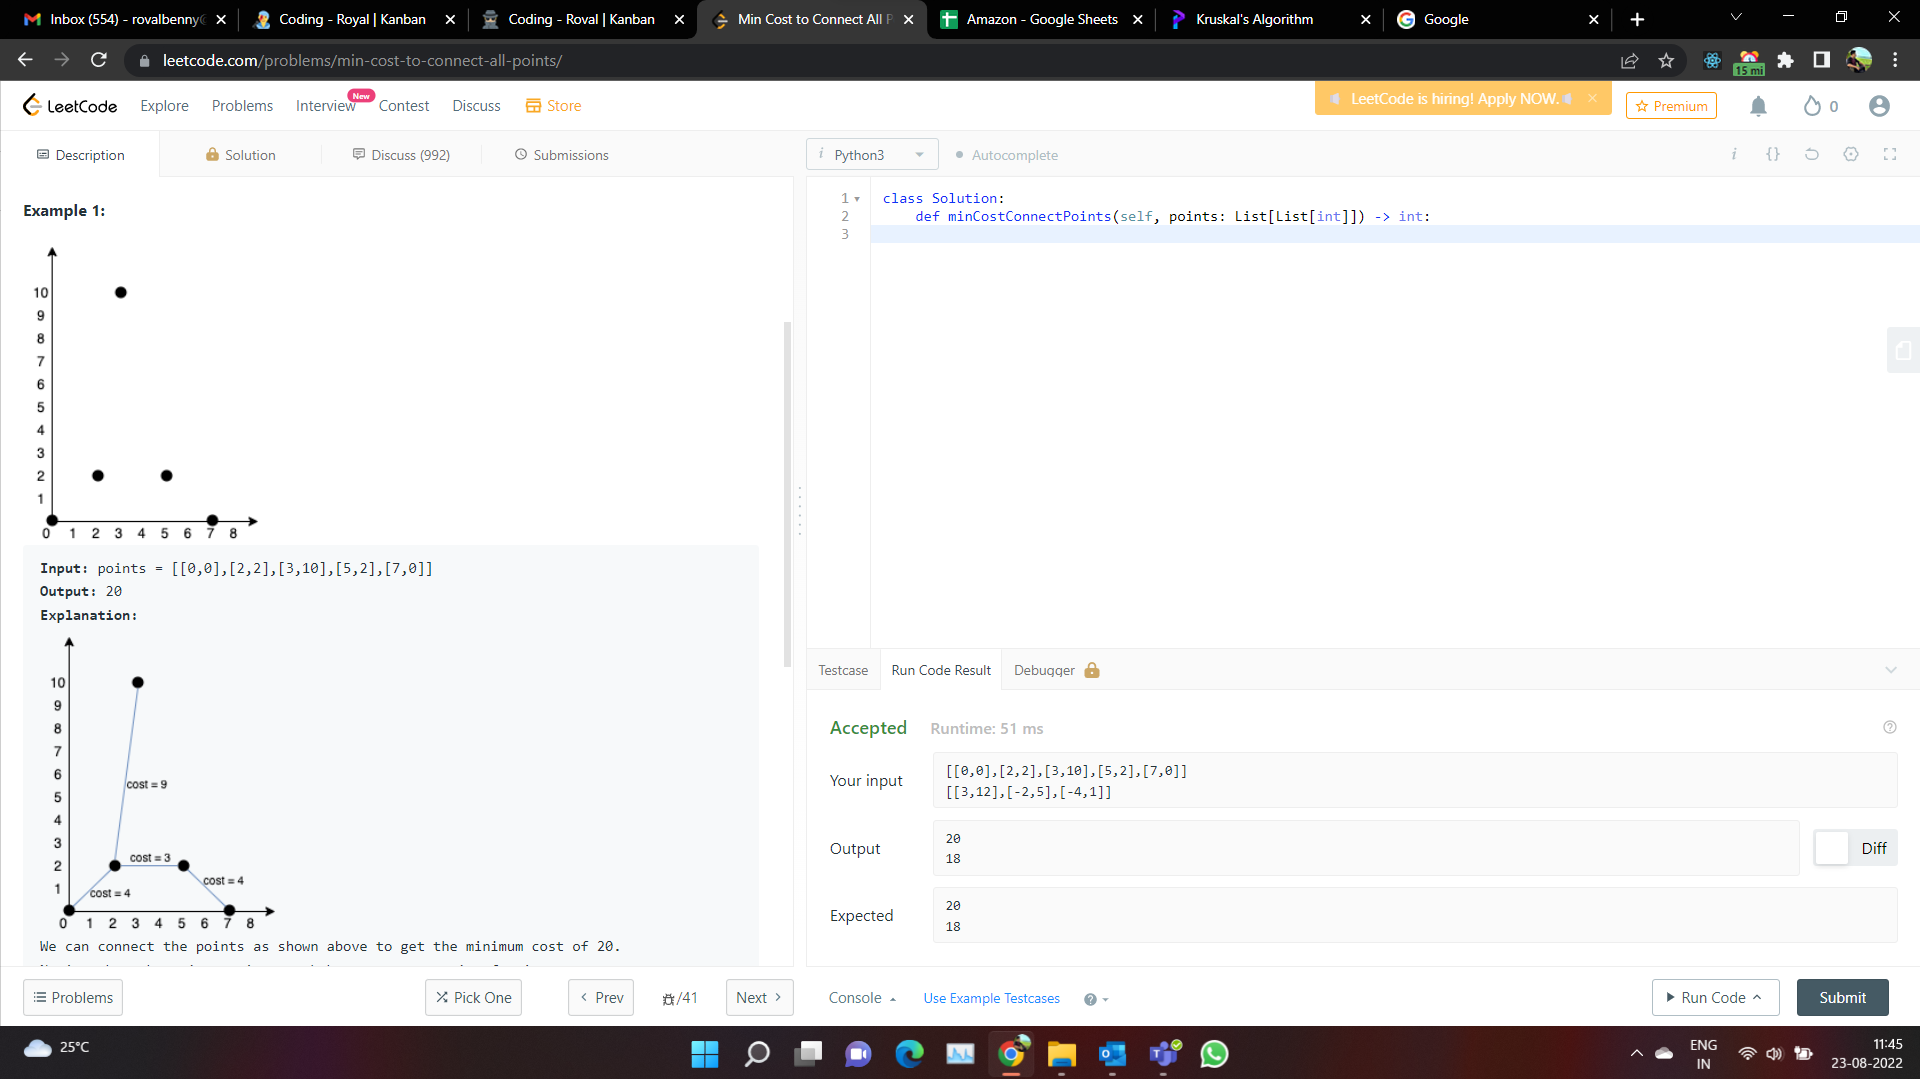 Inbox (554) - rovalbenny@
Coding - Royal | Kanban
Coding - Roval | Kanban
Min Cost to Connect All P
Amazon - Google Sheets
Kruskal's Algorithm
Google
leetcode.com/problems/min-cost-to-connect-all-points/
15 mi
LeetCode
Explore
Problems
Interview
New
Contest
Discuss
Store
LeetCode is hiring! Apply NOW.
Premium
0
Description
Solution
Discuss (992)
Submissions
i Python3
Autocomplete
i
{}
Example 1:
10
9
8
7
6
5
4
3
2
1
0 1 2 3 4 5 6 7 8
Input: points = [[0,0],[2,2],[3,10],[5,2],[7,0]]
Output: 20
Explanation:
10
9
8
7
6
5
4
3
2
1
cost = 9
cost = 3
cost = 4
cost = 4
0 1 2 3 4 5 6 7 8
We can connect the points as shown above to get the minimum cost of 20.
1 class Solution:
2 def minCostConnectPoints(self, points: List[List[int]]) -> int:
3
Testcase
Run Code Result
Debugger
Accepted
Runtime: 51 ms
Your input
[[0,0],[2,2],[3,10],[5,2],[7,0]]
[[3,12],[-2,5],[-4,1]]
Output
20
18
Diff
Expected
20
18
Problems
Pick One
Prev
/41
Next
Console
Use Example Testcases
Run Code
Submit
25°C
ENG
IN
11:45
23-08-2022